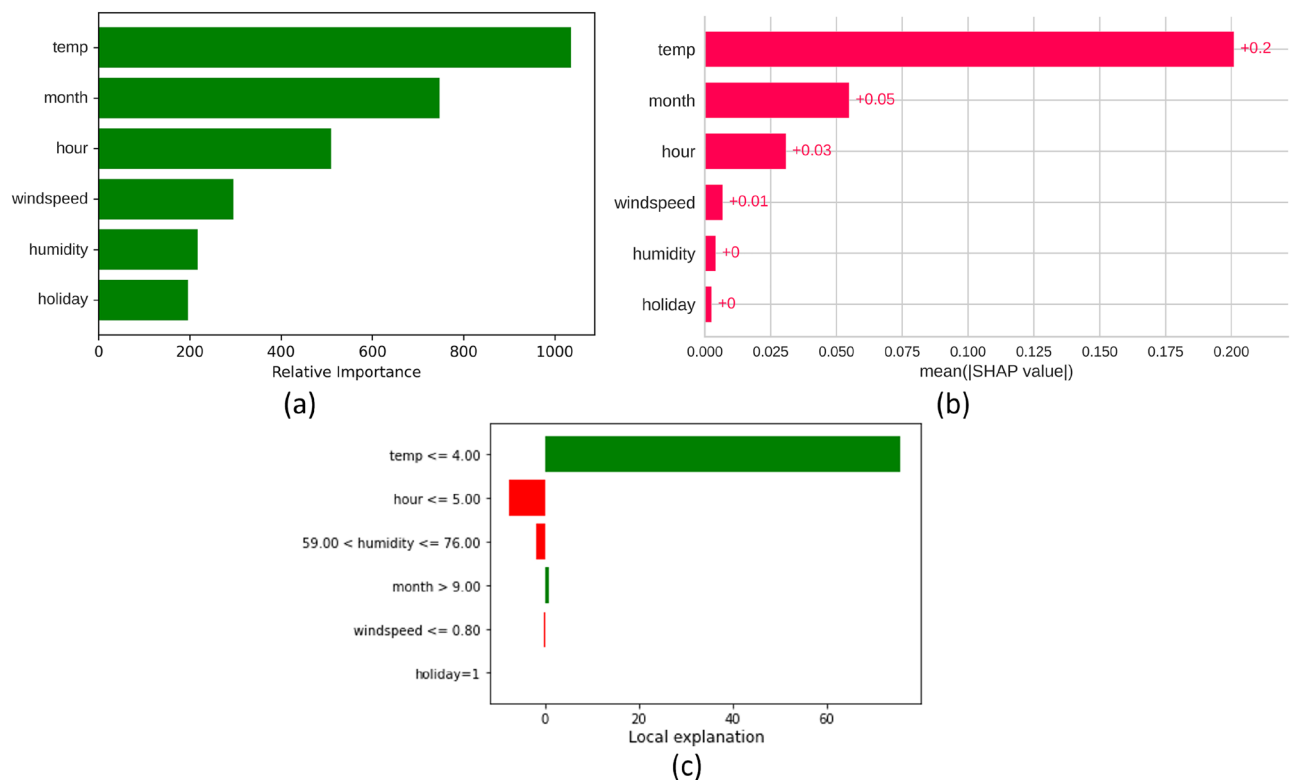 temp
month
hour
windspeed
humidity
holiday
0 200 400 600 800 1000
Relative Importance
(a)
temp +0.2
month +0.05
hour +0.03
windspeed +0.01
humidity +0
holiday +0
0.000 0.025 0.050 0.075 0.100 0.125 0.150 0.175 0.200
mean(|SHAP value|)
(b)
temp <= 4.00
hour <= 5.00
59.00 < humidity <= 76.00
month > 9.00
windspeed <= 0.80
holiday=1
0 20 40 60
Local explanation
(c)